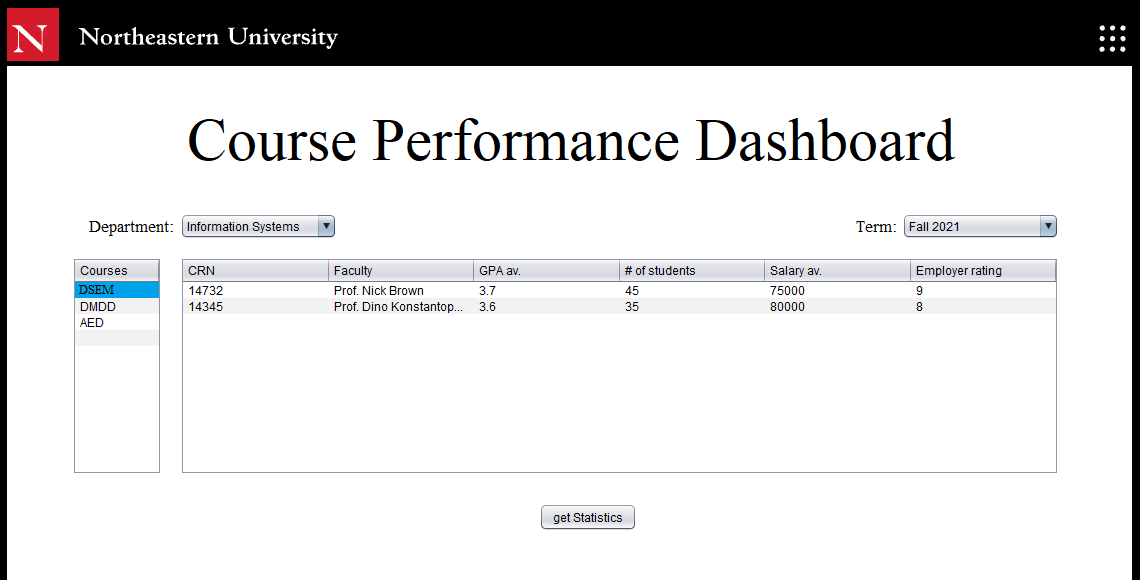 N Northeastern University
Course Performance Dashboard
Department: Information Systems Term: Fall 2021
Courses CRN Faculty GPA av. # of students Salary av. Employer rating
DSEM 14732 Prof. Nick Brown 3.7 45 75000 9
DMDD 14345 Prof. Dino Konstantop... 3.6 35 80000 8
AED
get Statistics